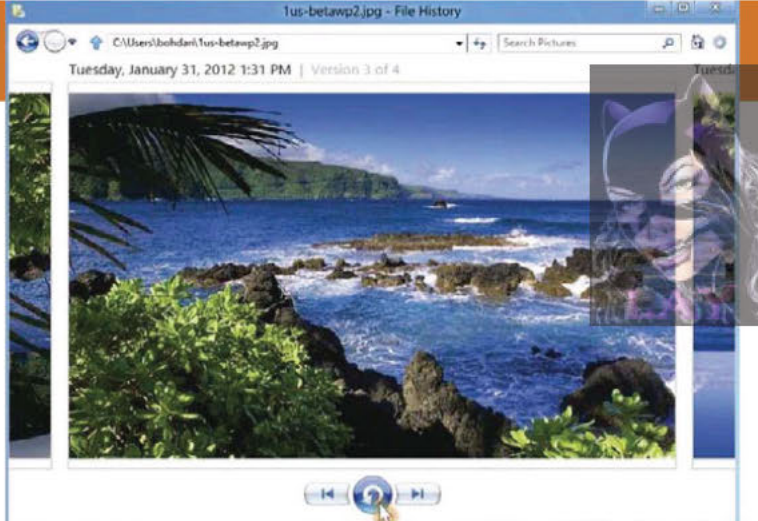 1us-betawp2.jpg - File History
C:\Users\bohdan\1us-betawp2.jpg
Search Pictures
Tuesday, January 31, 2012 1:31 PM | Version 3 of 4
Tuesd